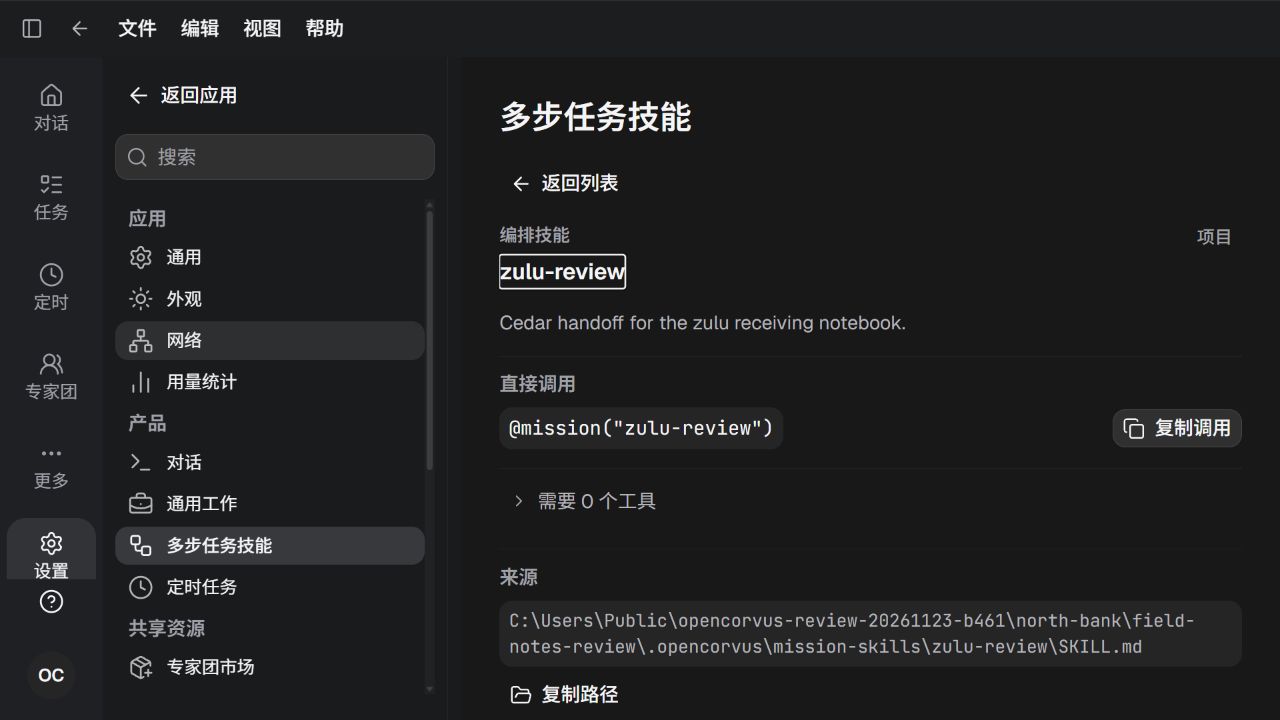 文件 编辑 视图 帮助
对话
任务
定时
专家团
更多
设置
OC
返回应用
搜索
应用
通用
外观
网络
用量统计
产品
对话
通用工作
多步任务技能
定时任务
共享资源
专家团市场
多步任务技能
返回列表
编排技能
项目
zulu-review
Cedar handoff for the zulu receiving notebook.
直接调用
@mission("zulu-review")
复制调用
需要 0 个工具
来源
C:\Users\Public\opencorvus-review-20261123-b461\north-bank\field-
notes-review\.opencorvus\mission-skills\zulu-review\SKILL.md
复制路径